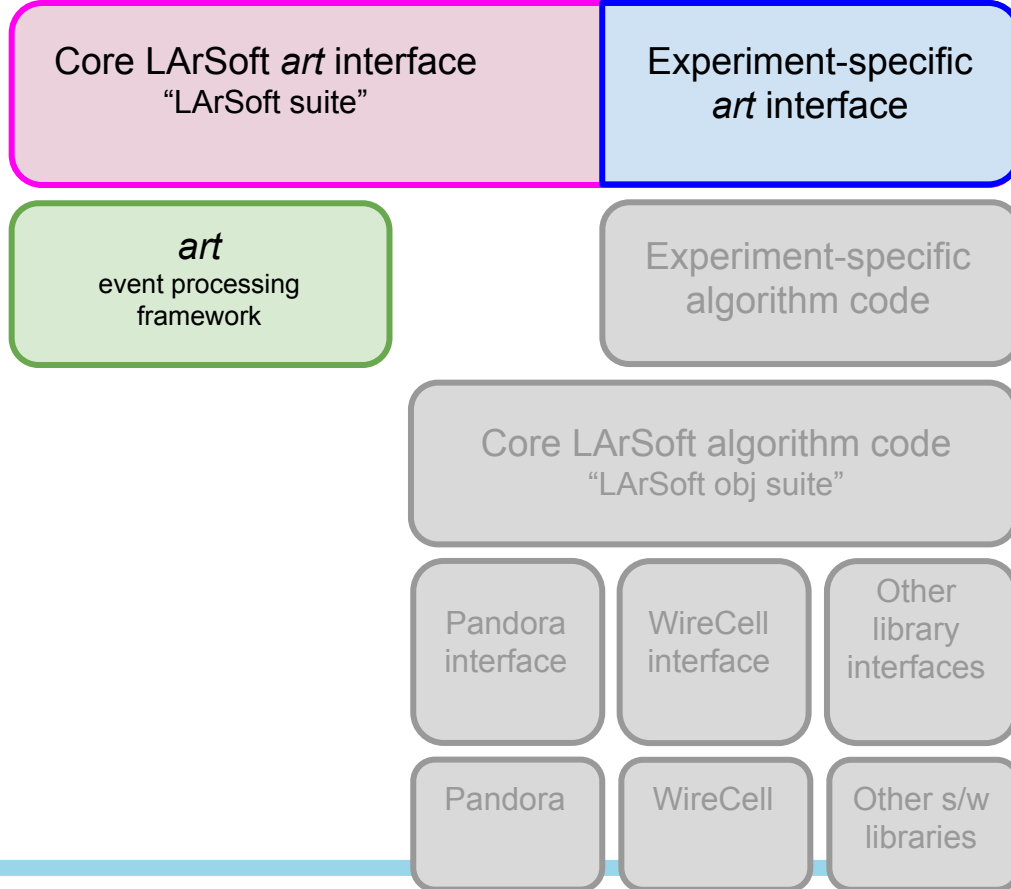 Core LArSoft art interface
“LArSoft suite”
Experiment-specific
art interface
art
event processing
framework
Experiment-specific
algorithm code
Core LArSoft algorithm code
“LArSoft obj suite”
Pandora
interface
WireCell
interface
Other
library
interfaces
Pandora
WireCell
Other s/w
libraries